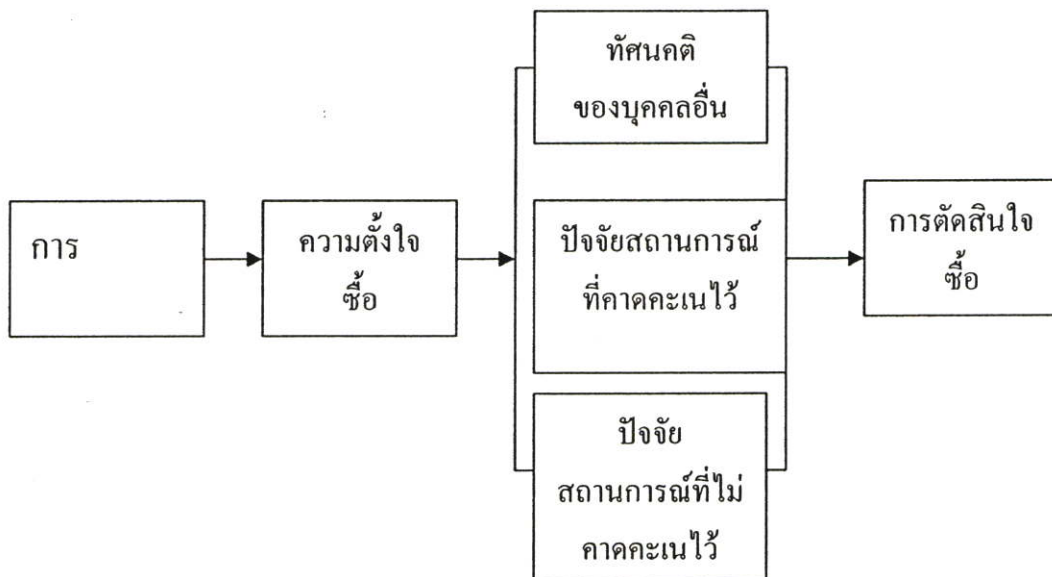 การ
ความตั้งใจ
ซื้อ
ทัศนคติ
ของบุคคลอื่น
ปัจจัยสถานการณ์
ที่คาดคะเนไว้
ปัจจัย
สถานการณ์ที่ไม่
คาดคะเนไว้
การตัดสินใจ
ซื้อ